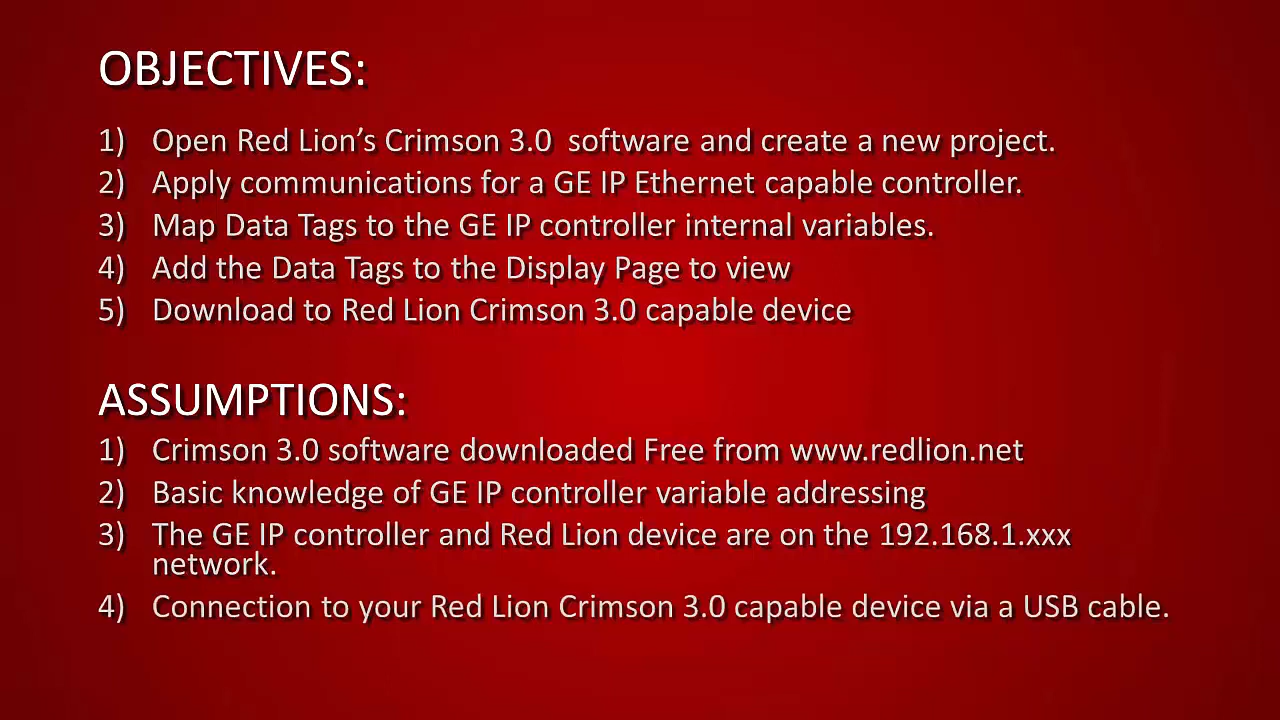 OBJECTIVES:
1) Open Red Lion’s Crimson 3.0  software and create a new project.
2) Apply communications for a GE IP Ethernet capable controller.
3) Map Data Tags to the GE IP controller internal variables.
4) Add the Data Tags to the Display Page to view
5) Download to Red Lion Crimson 3.0 capable device
ASSUMPTIONS:
1) Crimson 3.0 software downloaded Free from www.redlion.net
2) Basic knowledge of GE IP controller variable addressing
3) The GE IP controller and Red Lion device are on the 192.168.1.xxx
network.
4) Connection to your Red Lion Crimson 3.0 capable device via a USB cable.